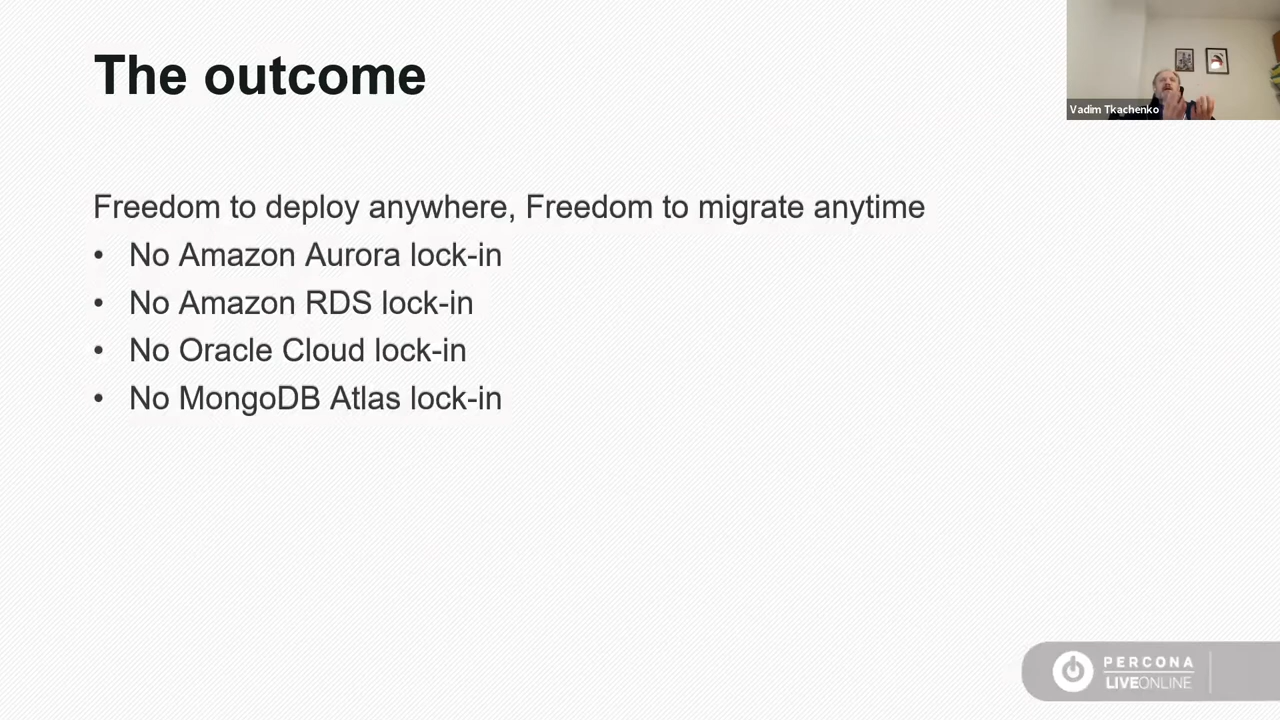 The outcome
Vadim Tkachenko
Freedom to deploy anywhere, Freedom to migrate anytime
• No Amazon Aurora lock-in
• No Amazon RDS lock-in
• No Oracle Cloud lock-in
• No MongoDB Atlas lock-in
PERCONA
LIVEONLINE